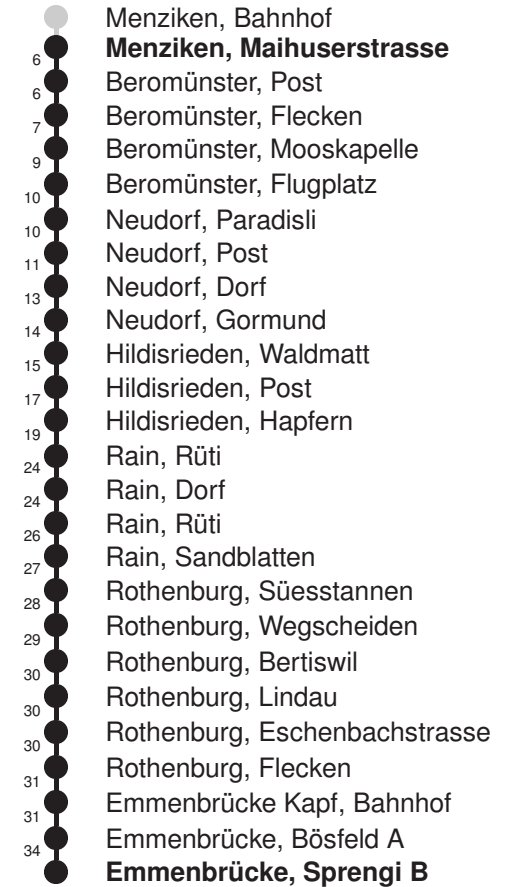 Menziken, Bahnhof
Menziken, Maihuserstrasse
6
Beromünster, Post
6
Beromünster, Flecken
7
Beromünster, Mooskapelle
9
Beromünster, Flugplatz
10
Neudorf, Paradisli
10
Neudorf, Post
11
Neudorf, Dorf
13
Neudorf, Gormund
14
Hildisrieden, Waldmatt
15
Hildisrieden, Post
17
Hildisrieden, Hapfern
19
Rain, Rüti
24
Rain, Dorf
24
Rain, Rüti
26
Rain, Sandblatten
27
Rothenburg, Süesstannen
28
Rothenburg, Wegscheiden
29
Rothenburg, Bertiswil
30
Rothenburg, Lindau
30
Rothenburg, Eschenbachstrasse
30
Rothenburg, Flecken
31
Emmenbrücke Kapf, Bahnhof
31
Emmenbrücke, Bösfeld A
34
Emmenbrücke, Sprengi B